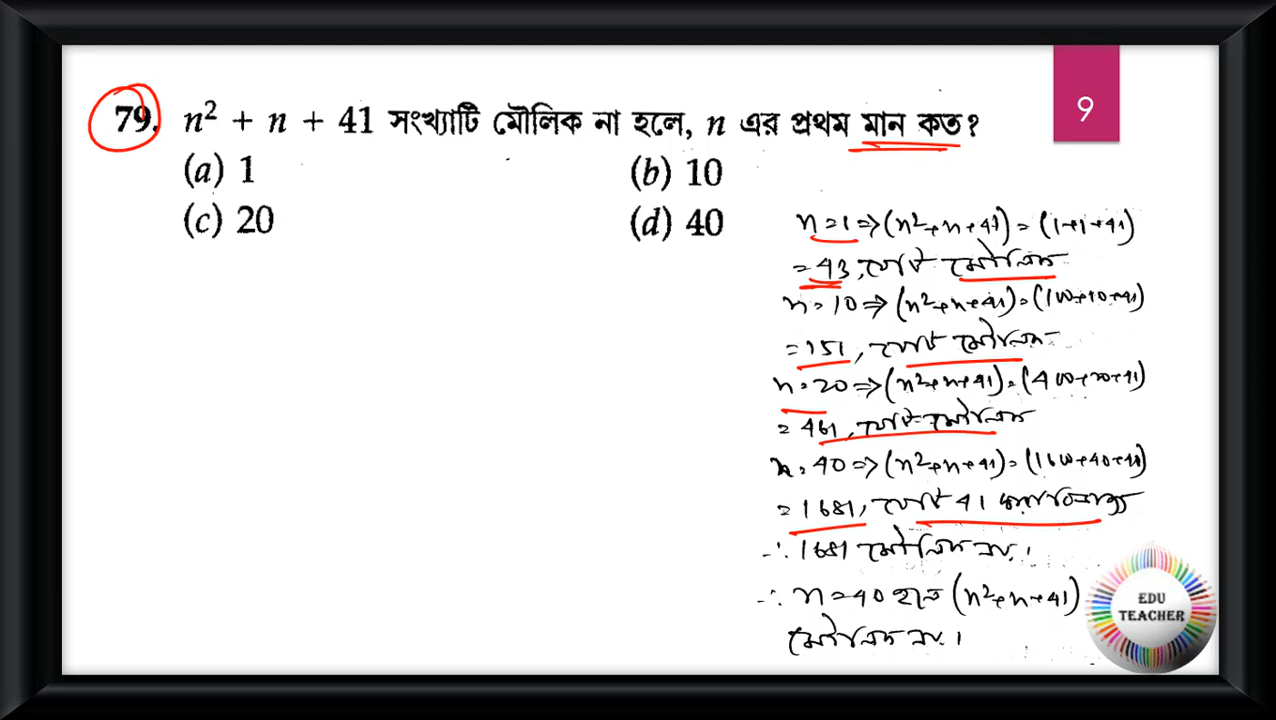 9
79. n² + n + 41 সংখ্যাটি মৌলিক না হলে, n এর প্রথম মান কত?
(a) 1 (b) 10
(c) 20 (d) 40
n = 1 ⇒ (n²+n+41) = (1+1+41)
= 43, যেটি মৌলিক
n = 10 ⇒ (n²+n+41) = (100+10+41)
= 151, যেটি মৌলিক
n = 20 ⇒ (n²+n+41) = (400+20+41)
= 461, যেটি মৌলিক
n = 40 ⇒ (n²+n+41) = (1600+40+41)
= 1681, যেটি 41 দ্বারা বিভাজ্য
∴ 1681 মৌলিক নয়।
∴ n = 40 হলে (n²+n+41)
মৌলিক নয়।
EDU
TEACHER